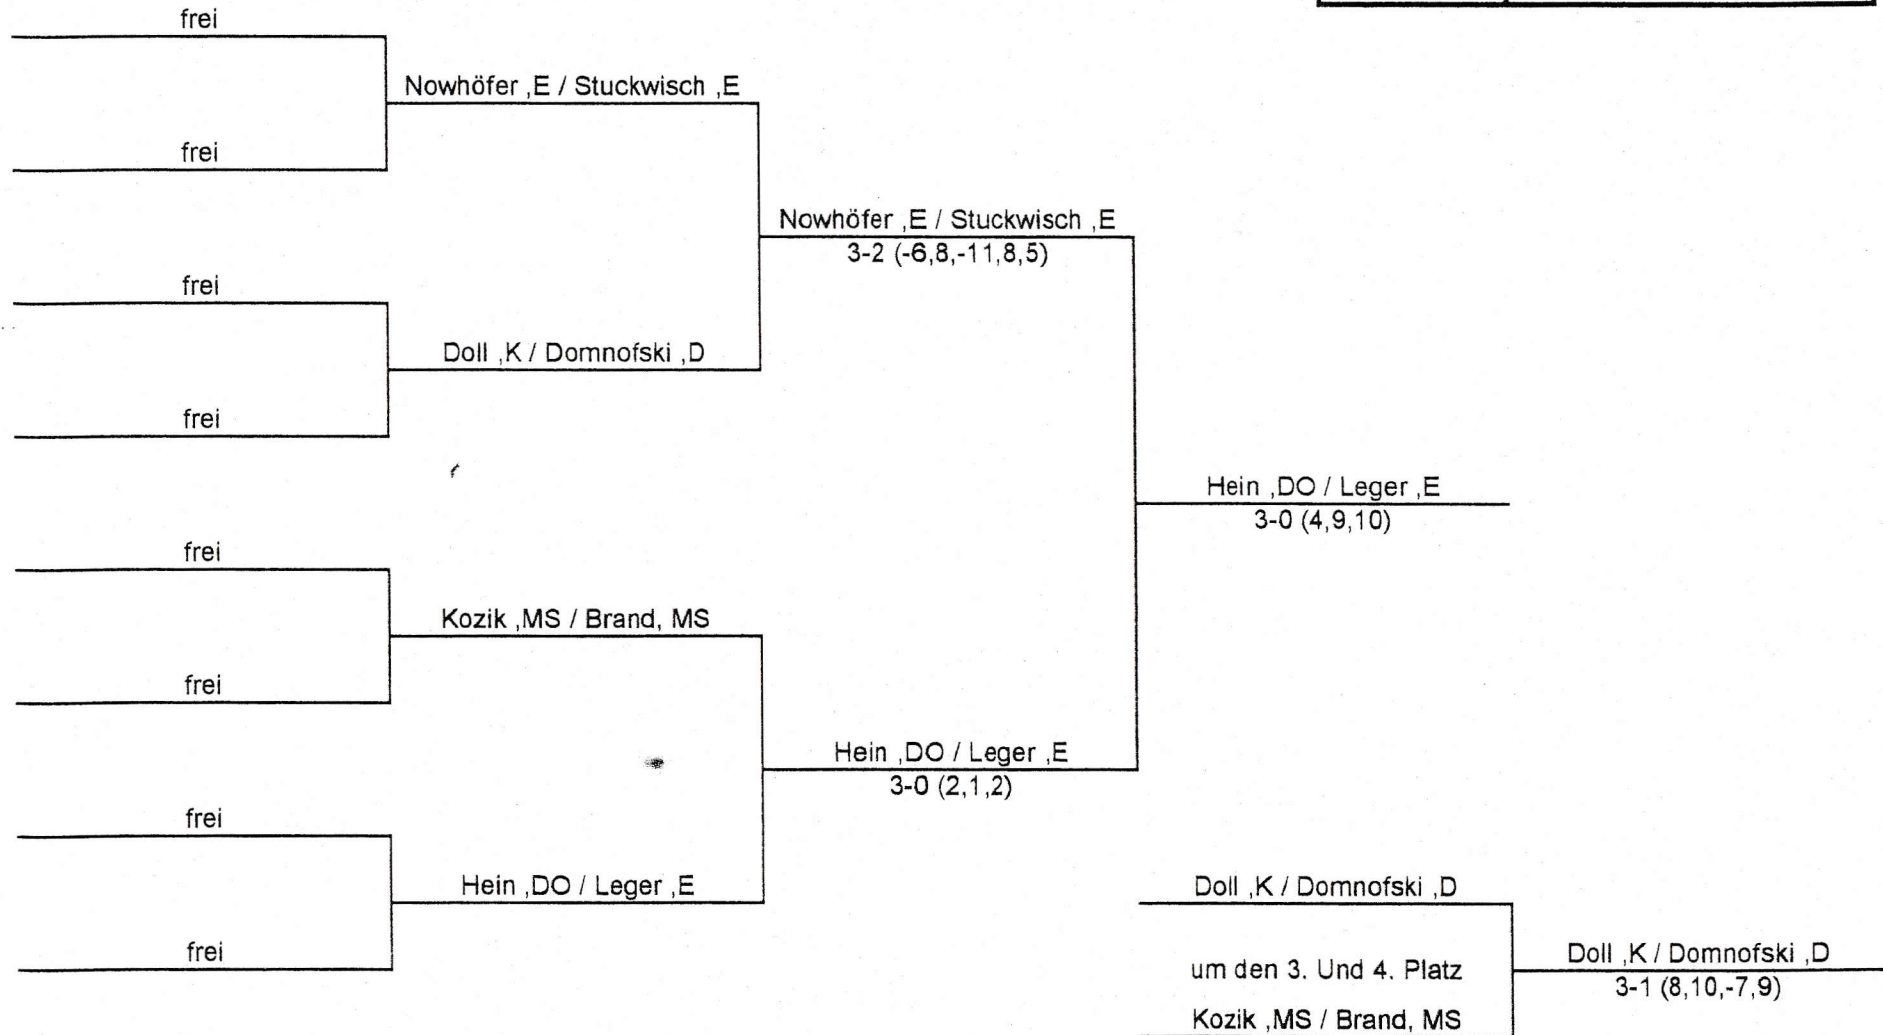 frei
Nowhöfer ,E / Stuckwisch ,E
frei
Nowhöfer ,E / Stuckwisch ,E
3-2 (-6,8,-11,8,5)
frei
Doll ,K / Domnofski ,D
frei
Hein ,DO / Leger ,E
3-0 (4,9,10)
frei
Kozik ,MS / Brand, MS
frei
Hein ,DO / Leger ,E
3-0 (2,1,2)
frei
Hein ,DO / Leger ,E
frei
Doll ,K / Domnofski ,D
um den 3. Und 4. Platz
Kozik ,MS / Brand, MS
Doll ,K / Domnofski ,D
3-1 (8,10,-7,9)